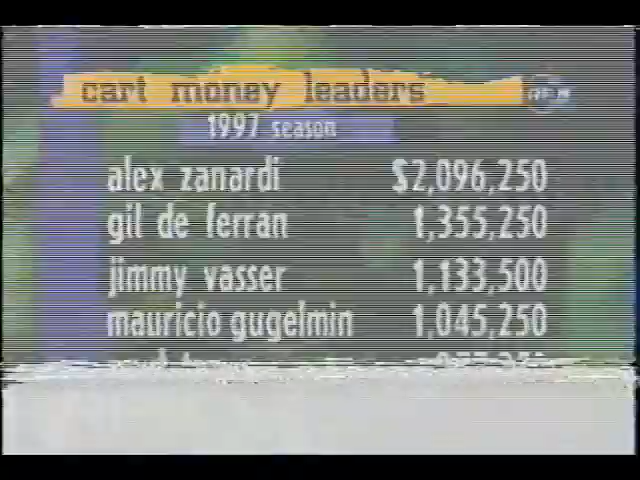 cart money leaders
1997 season
alex zanardi $2,096,250
gil de ferran 1,355,250
jimmy vasser 1,133,500
mauricio gugelmin 1,045,250